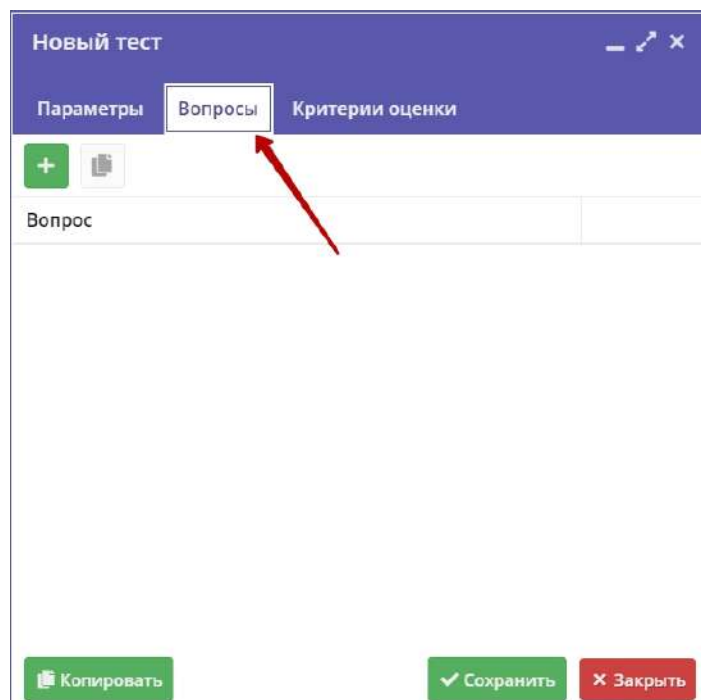 Новый тест
Параметры Вопросы Критерии оценки
Вопрос
Копировать Сохранить Закрыть